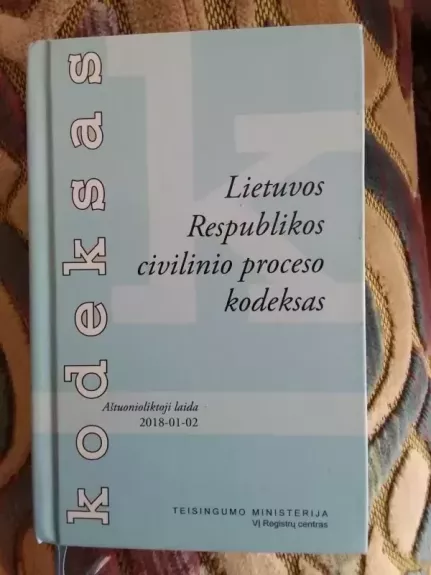 kodeksas
k
Lietuvos
Respublikos
civilinio proceso
kodeksas
Aštuonioliktoji laida
2018-01-02
TEISINGUMO MINISTERIJA
VĮ Registrų centras